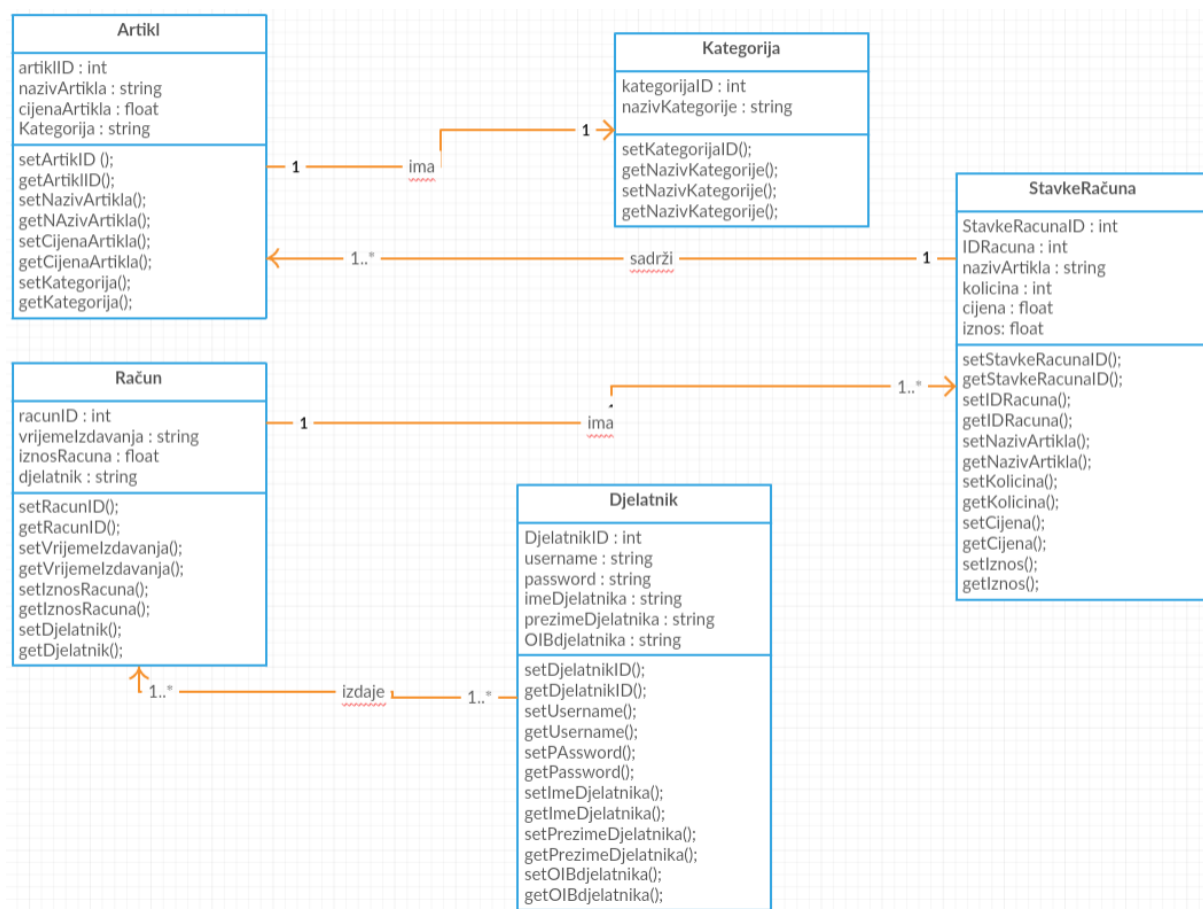 Artikl
artiklID : int
nazivArtikla : string
cijenaArtikla : float
Kategorija : string
setArtikID ();
getArtiklID();
setNazivArtikla();
getNAzivArtikla();
setCijenaArtikla();
getCijenaArtikla();
setKategorija();
getKategorija();
1
ima
1
Kategorija
kategorijaID : int
nazivKategorije : string
setKategorijaID();
getNazivKategorije();
setNazivKategorije();
getNazivKategorije();
1..*
sadrži
1
StavkeRačuna
StavkeRacunaID : int
IDRacuna : int
nazivArtikla : string
kolicina : int
cijena : float
iznos: float
setStavkeRacunaID();
getStavkeRacunaID();
setIDRacuna();
getIDRacuna();
setNazivArtikla();
getNazivArtikla();
setKolicina();
getKolicina();
setCijena();
getCijena();
setIznos();
getIznos();
Račun
racunID : int
vrijemeIzdavanja : string
iznosRacuna : float
djelatnik : string
setRacunID();
getRacunID();
setVrijemeIzdavanja();
getVrijemeIzdavanja();
setIznosRacuna();
getIznosRacuna();
setDjelatnik();
getDjelatnik();
1
ima
1..*
1..*
izdaje
1..*
Djelatnik
DjelatnikID : int
username : string
password : string
imeDjelatnika : string
prezimeDjelatnika : string
OIBdjelatnika : string
setDjelatnikID();
getDjelatnikID();
setUsername();
getUsername();
setPAssword();
getPassword();
setImeDjelatnika();
getImeDjelatnika();
setPrezimeDjelatnika();
getPrezimeDjelatnika();
setOIBdjelatnika();
getOIBdjelatnika();